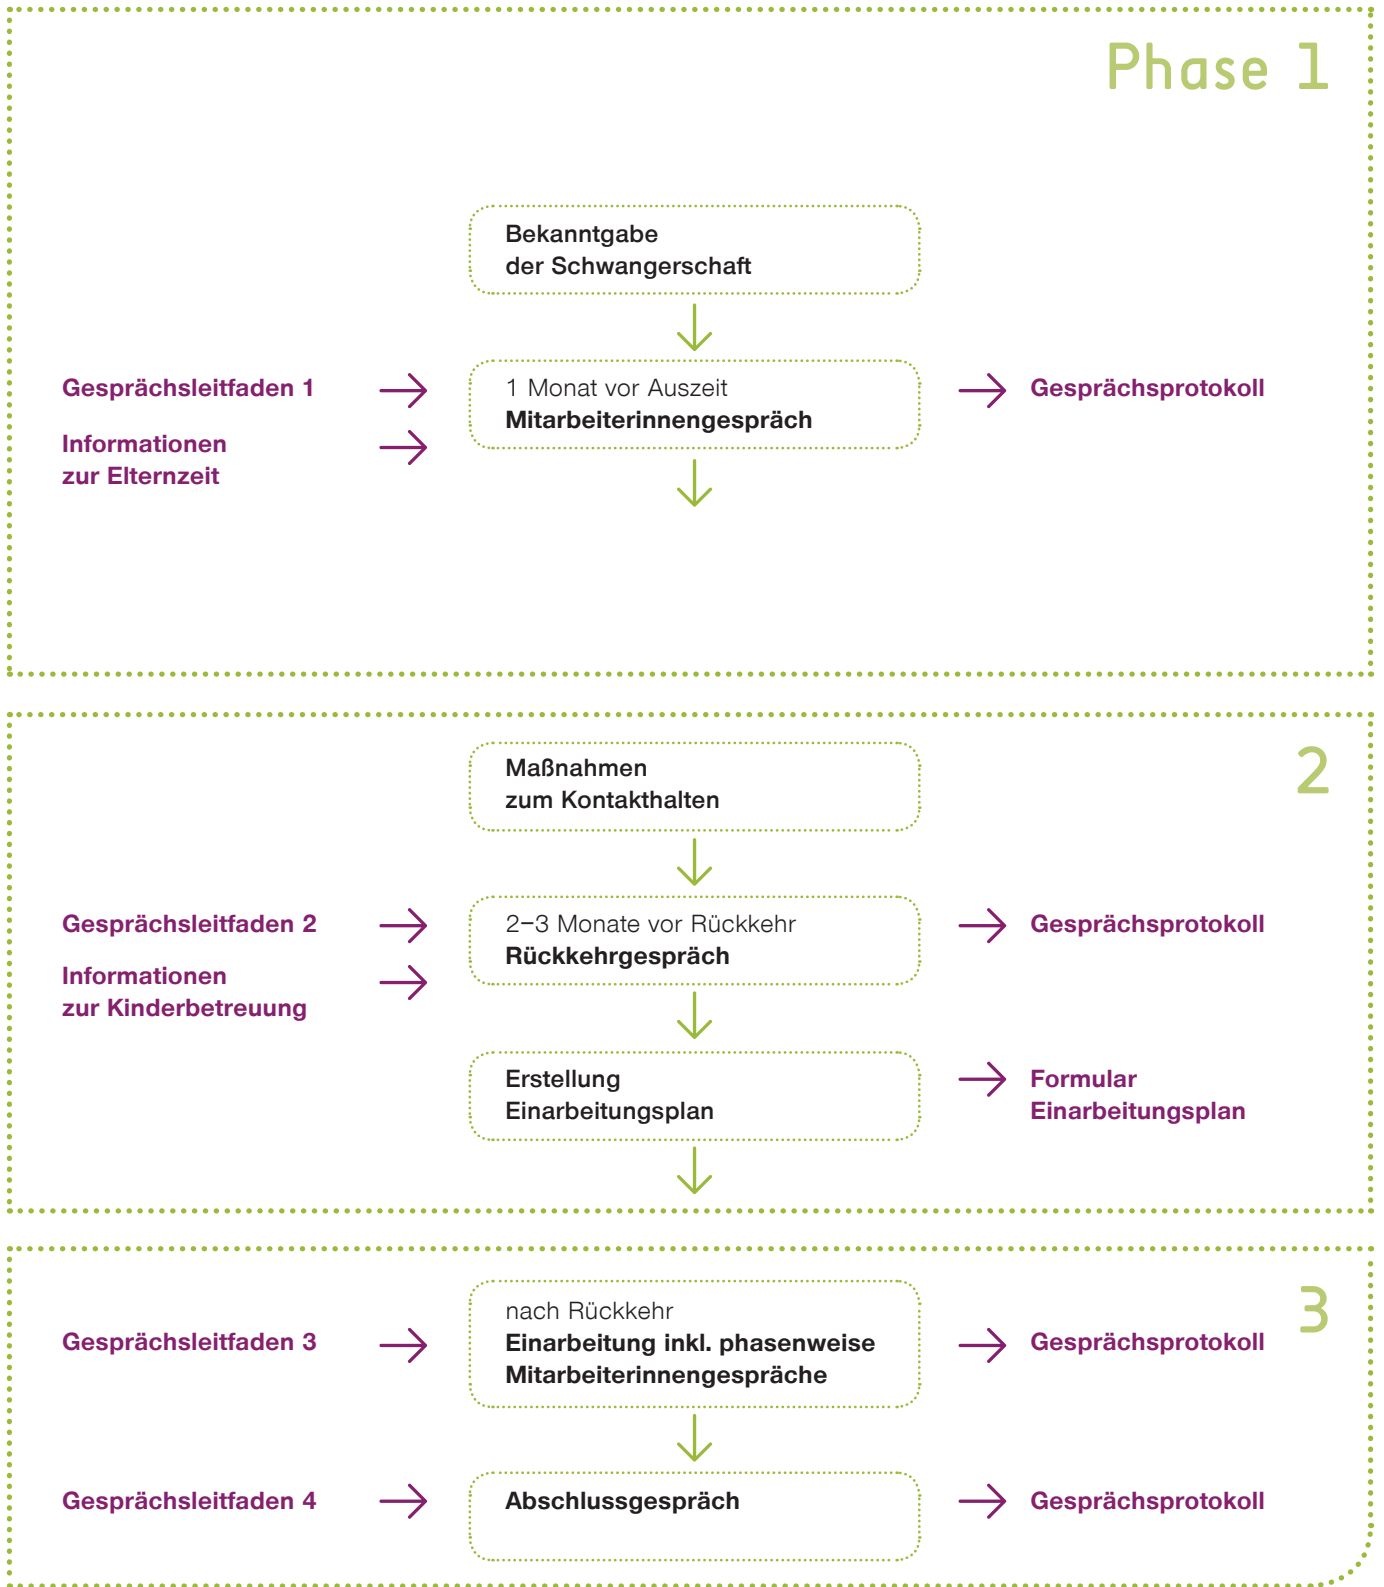 Phase 1
Bekanntgabe
der Schwangerschaft
Gesprächsleitfaden 1
1 Monat vor Auszeit
Mitarbeiterinnengespräch
Gesprächsprotokoll
Informationen
zur Elternzeit
2
Maßnahmen
zum Kontakthalten
Gesprächsleitfaden 2
2–3 Monate vor Rückkehr
Rückkehrgespräch
Gesprächsprotokoll
Informationen
zur Kinderbetreuung
Erstellung
Einarbeitungsplan
Formular
Einarbeitungsplan
3
Gesprächsleitfaden 3
nach Rückkehr
Einarbeitung inkl. phasenweise
Mitarbeiterinnengespräche
Gesprächsprotokoll
Gesprächsleitfaden 4
Abschlussgespräch
Gesprächsprotokoll